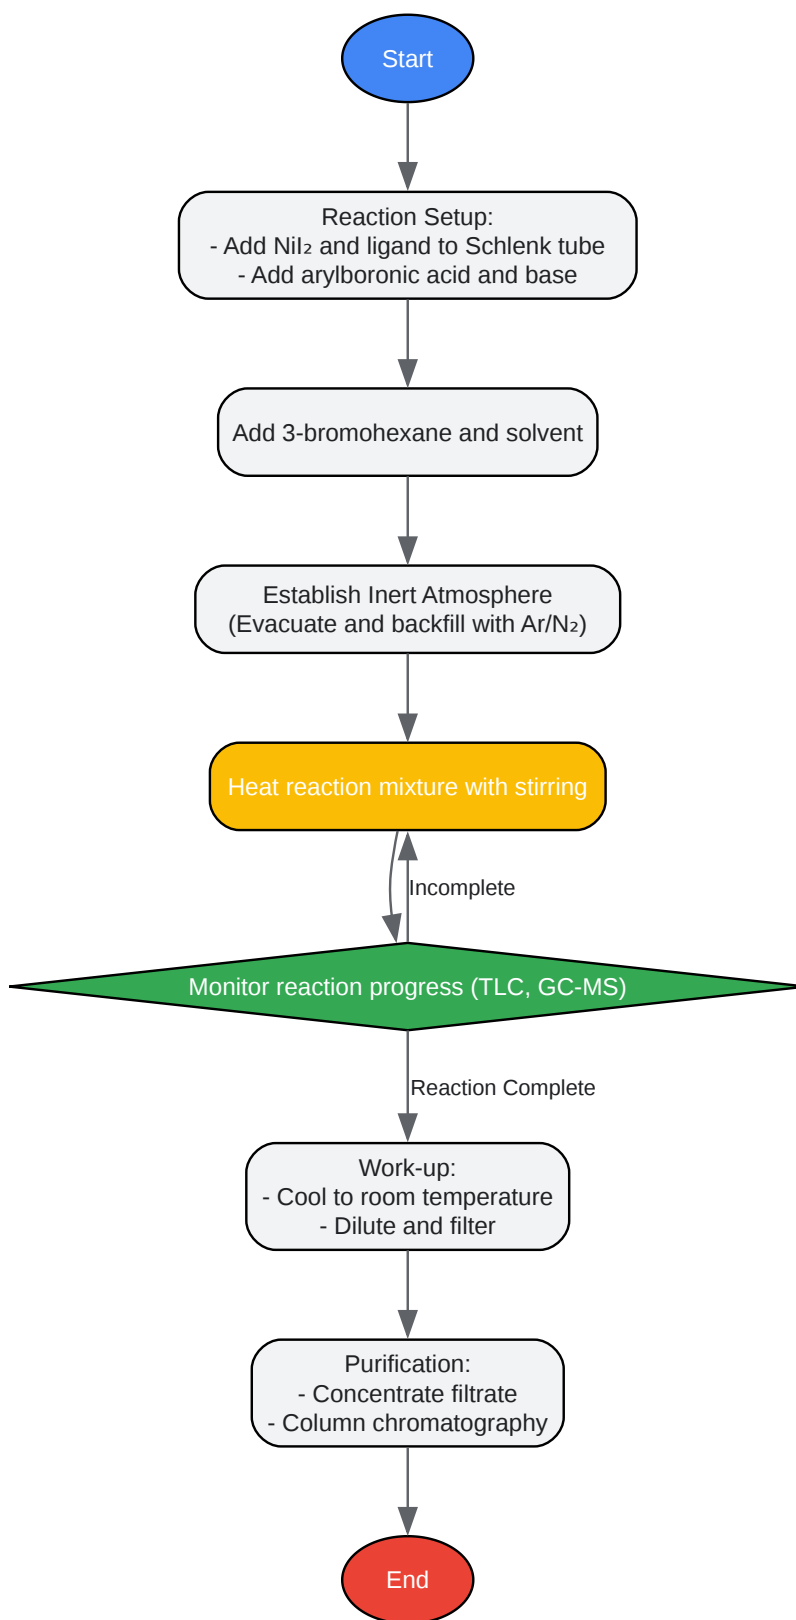 Start
Reaction Setup:
- Add NiI₂ and ligand to Schlenk tube
- Add arylboronic acid and base
Add 3-bromohexane and solvent
Establish Inert Atmosphere
(Evacuate and backfill with Ar/N₂)
Heat reaction mixture with stirring
Incomplete
Monitor reaction progress (TLC, GC-MS)
Reaction Complete
Work-up:
- Cool to room temperature
- Dilute and filter
Purification:
- Concentrate filtrate
- Column chromatography
End